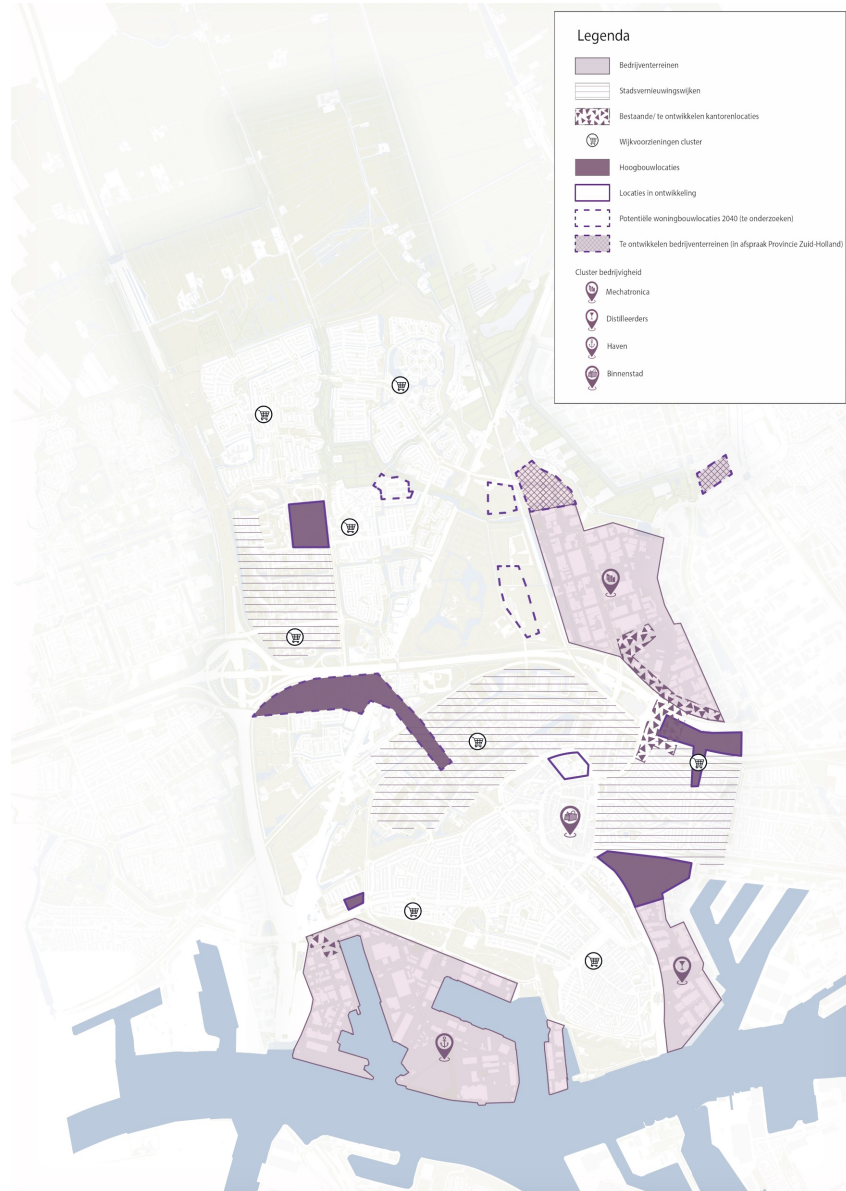 Legenda
Bedrijventerreinen
Stadsvernieuwingswijken
Bestaande/ te ontwikkelen kantorenlocaties
Wijkvoorzieningen cluster
Hoogbouwlocaties
Locaties in ontwikkeling
Potentiële woningbouwlocaties 2040 (te onderzoeken)
Te ontwikkelen bedrijventerreinen (in afspraak Provincie Zuid-Holland)
Cluster bedrijvigheid
Mechatronica
Distilleerders
Haven
Binnenstad